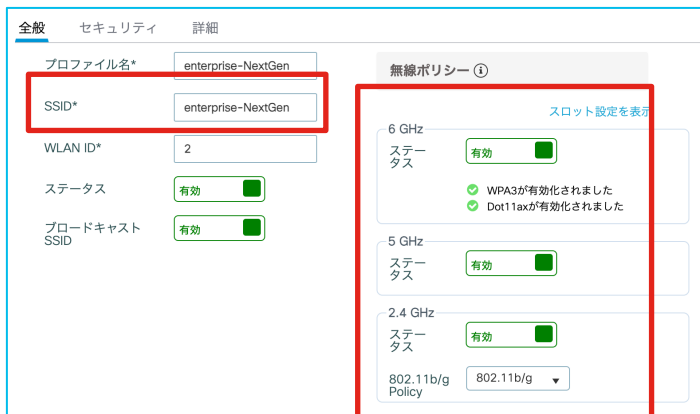 全般 セキュリティ 詳細
プロファイル名* enterprise-NextGen
SSID* enterprise-NextGen
WLAN ID* 2
ステータス 有効
ブロードキャスト
SSID 有効
無線ポリシー
スロット設定を表示
6 GHz
ステー
タス 有効
WPA3が有効化されました
Dot11axが有効化されました
5 GHz
ステー
タス 有効
2.4 GHz
ステー
タス 有効
802.11b/g
Policy 802.11b/g